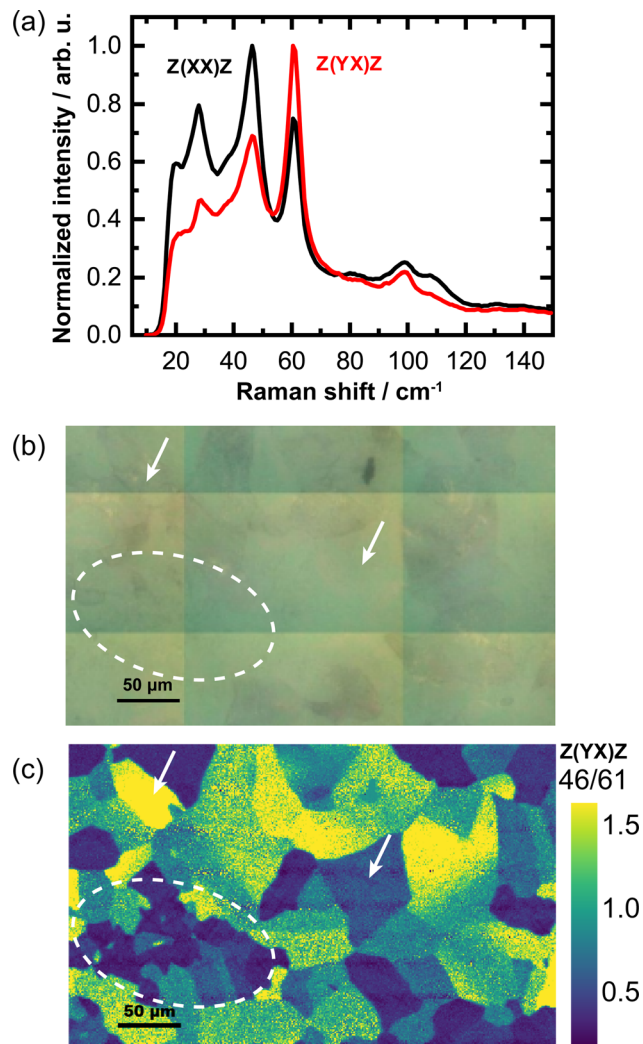 (a)
Normalized intensity / arb. u.
1.0
0.8
0.6
0.4
0.2
0.0
Z(XX)Z
Z(YX)Z
20 40 60 80 100 120 140
Raman shift / cm⁻¹
(b)
50 µm
(c)
Z(YX)Z
46/61
1.5
1.0
0.5
50 µm